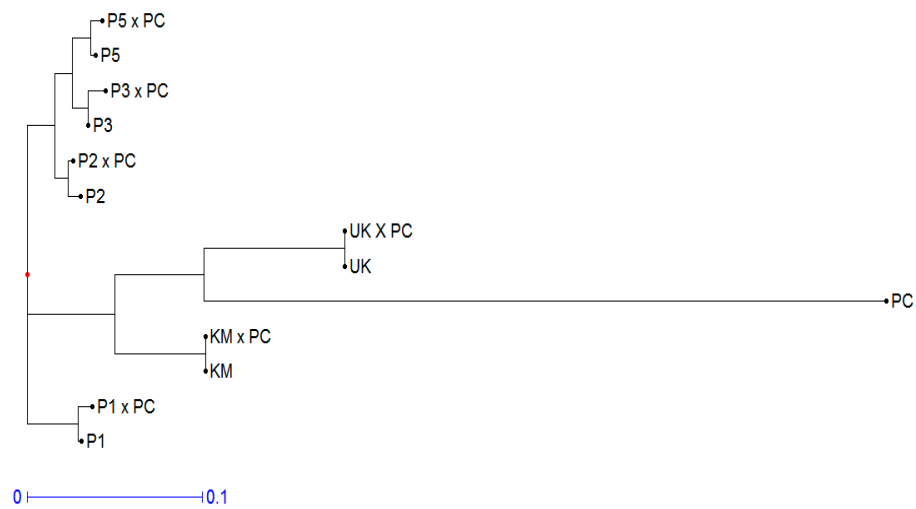 P5 x PC
P5
P3 x PC
P3
P2 x PC
P2
UK X PC
UK
PC
KM x PC
KM
P1 x PC
P1
0 0.1